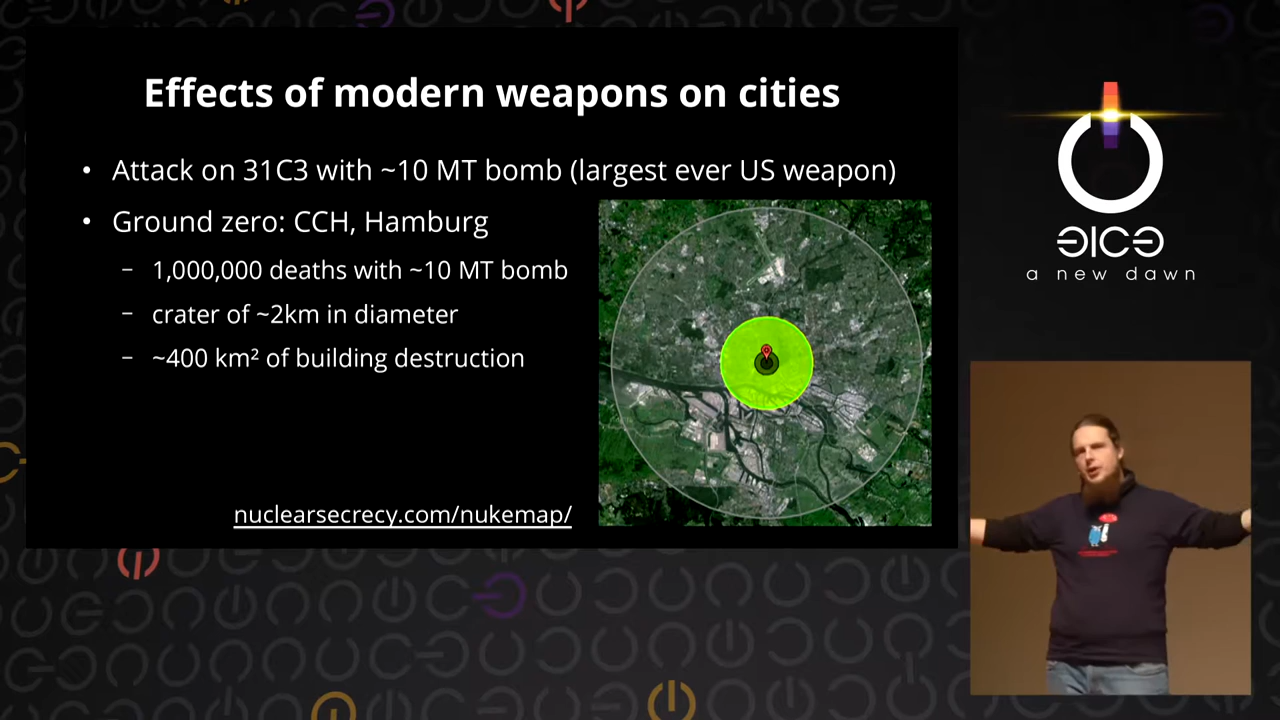 Effects of modern weapons on cities
• Attack on 31C3 with ~10 MT bomb (largest ever US weapon)
• Ground zero: CCH, Hamburg
– 1,000,000 deaths with ~10 MT bomb
– crater of ~2km in diameter
– ~400 km² of building destruction
nuclearsecrecy.com/nukemap/
31C3
a new dawn